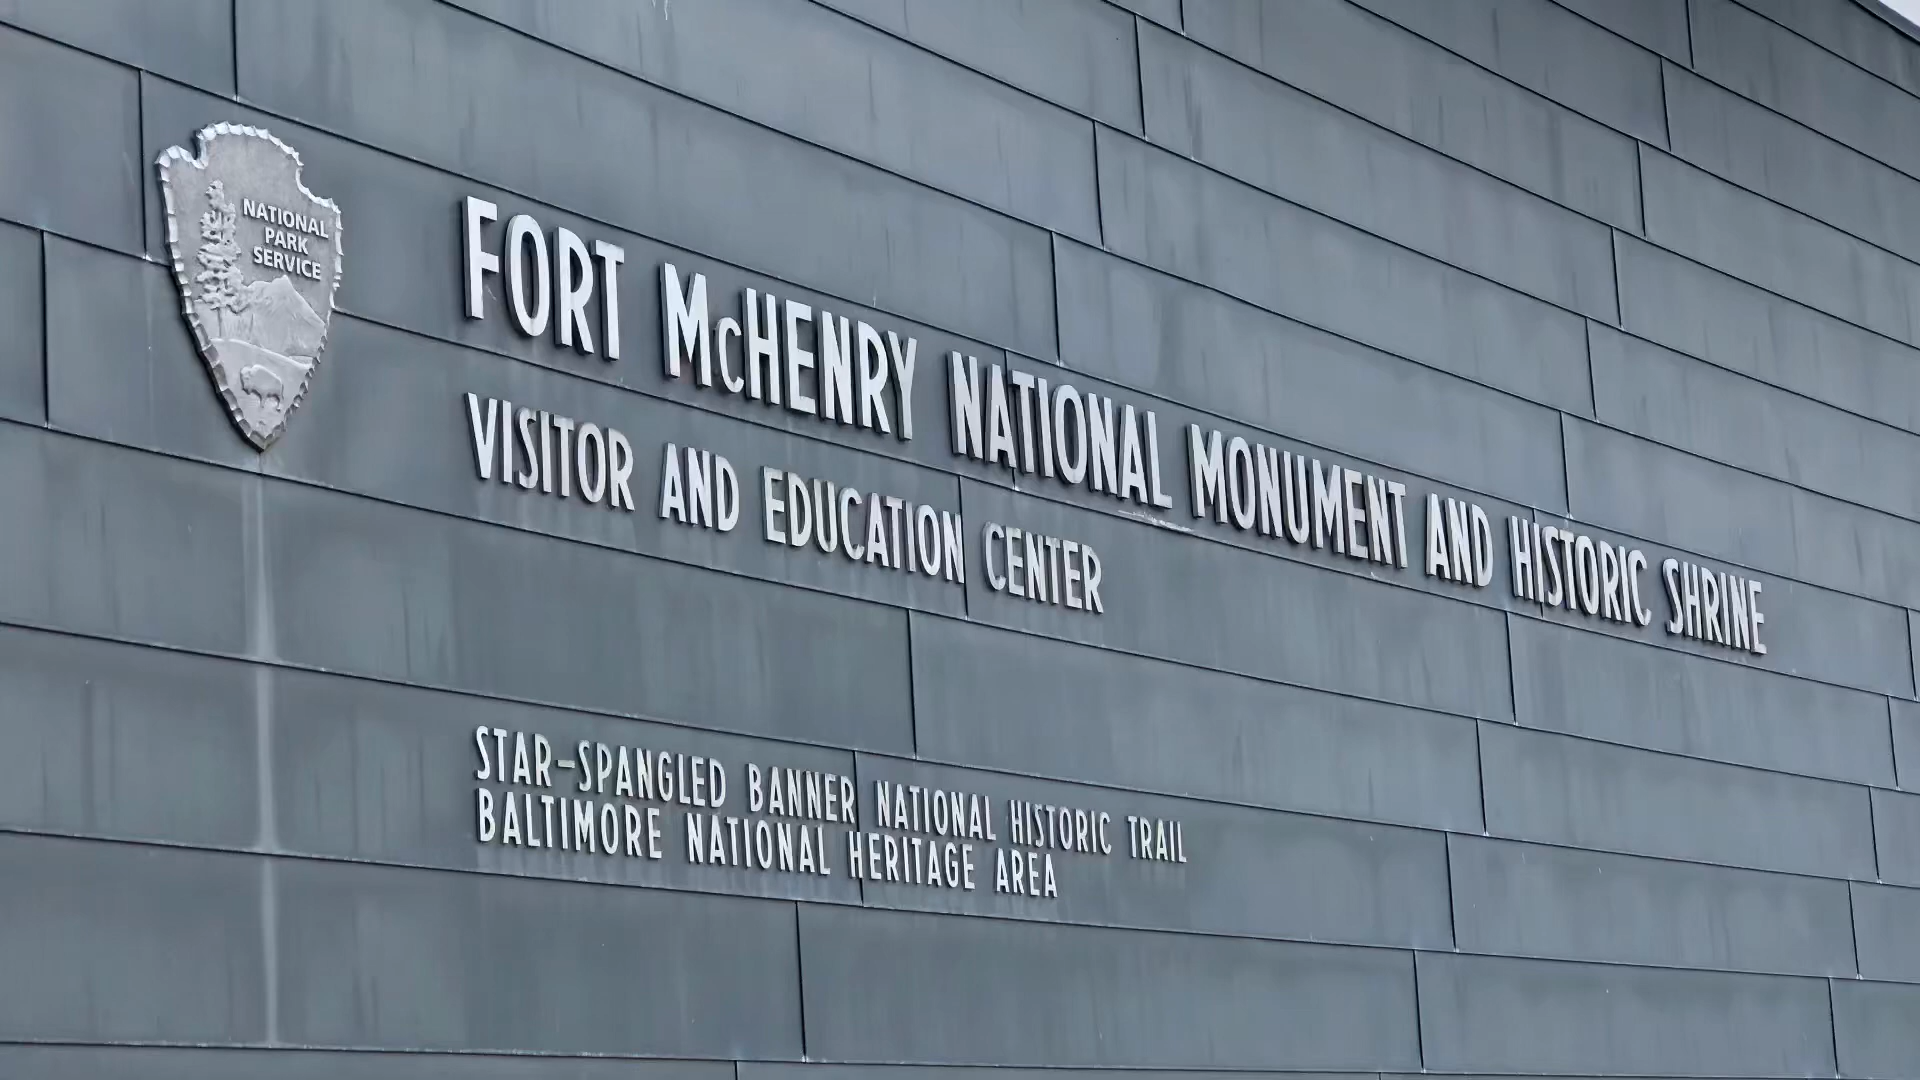 NATIONAL
PARK
SERVICE
FORT McHENRY NATIONAL MONUMENT AND HISTORIC SHRINE
VISITOR AND EDUCATION CENTER
STAR-SPANGLED BANNER NATIONAL HISTORIC TRAIL
BALTIMORE NATIONAL HERITAGE AREA